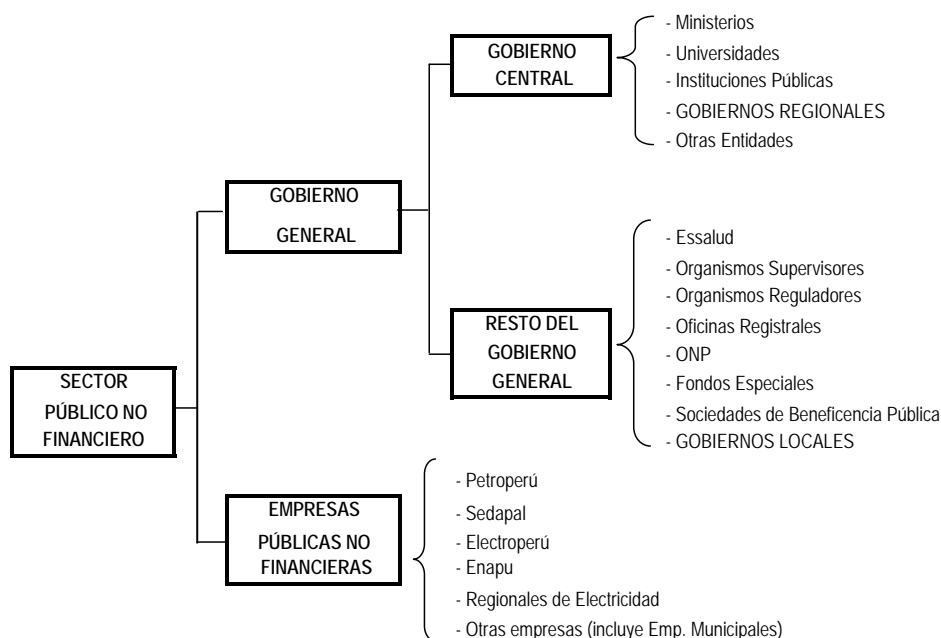 GOBIERNO
CENTRAL
- Ministerios
- Universidades
- Instituciones Públicas
- GOBIERNOS REGIONALES
- Otras Entidades
GOBIERNO
GENERAL
RESTO DEL
GOBIERNO
GENERAL
- Essalud
- Organismos Supervisores
- Organismos Reguladores
- Oficinas Registrales
- ONP
- Fondos Especiales
- Sociedades de Beneficencia Pública
- GOBIERNOS LOCALES
SECTOR
PÚBLICO NO
FINANCIERO
EMPRESAS
PÚBLICAS NO
FINANCIERAS
- Petroperú
- Sedapal
- Electroperú
- Enapu
- Regionales de Electricidad
- Otras empresas (incluye Emp. Municipales)